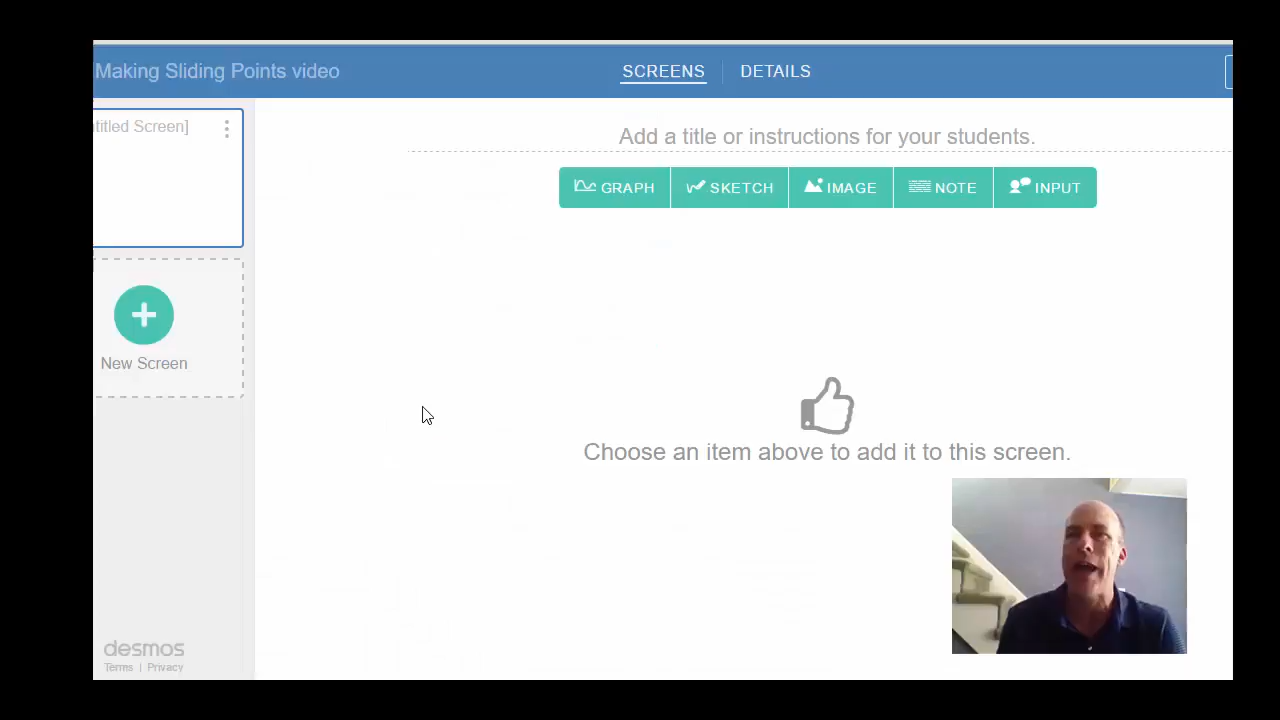 Making Sliding Points video
SCREENS
DETAILS
ntitled Screen]
Add a title or instructions for your students.
GRAPH
SKETCH
IMAGE
NOTE
INPUT
New Screen
Choose an item above to add it to this screen.
desmos
Terms | Privacy